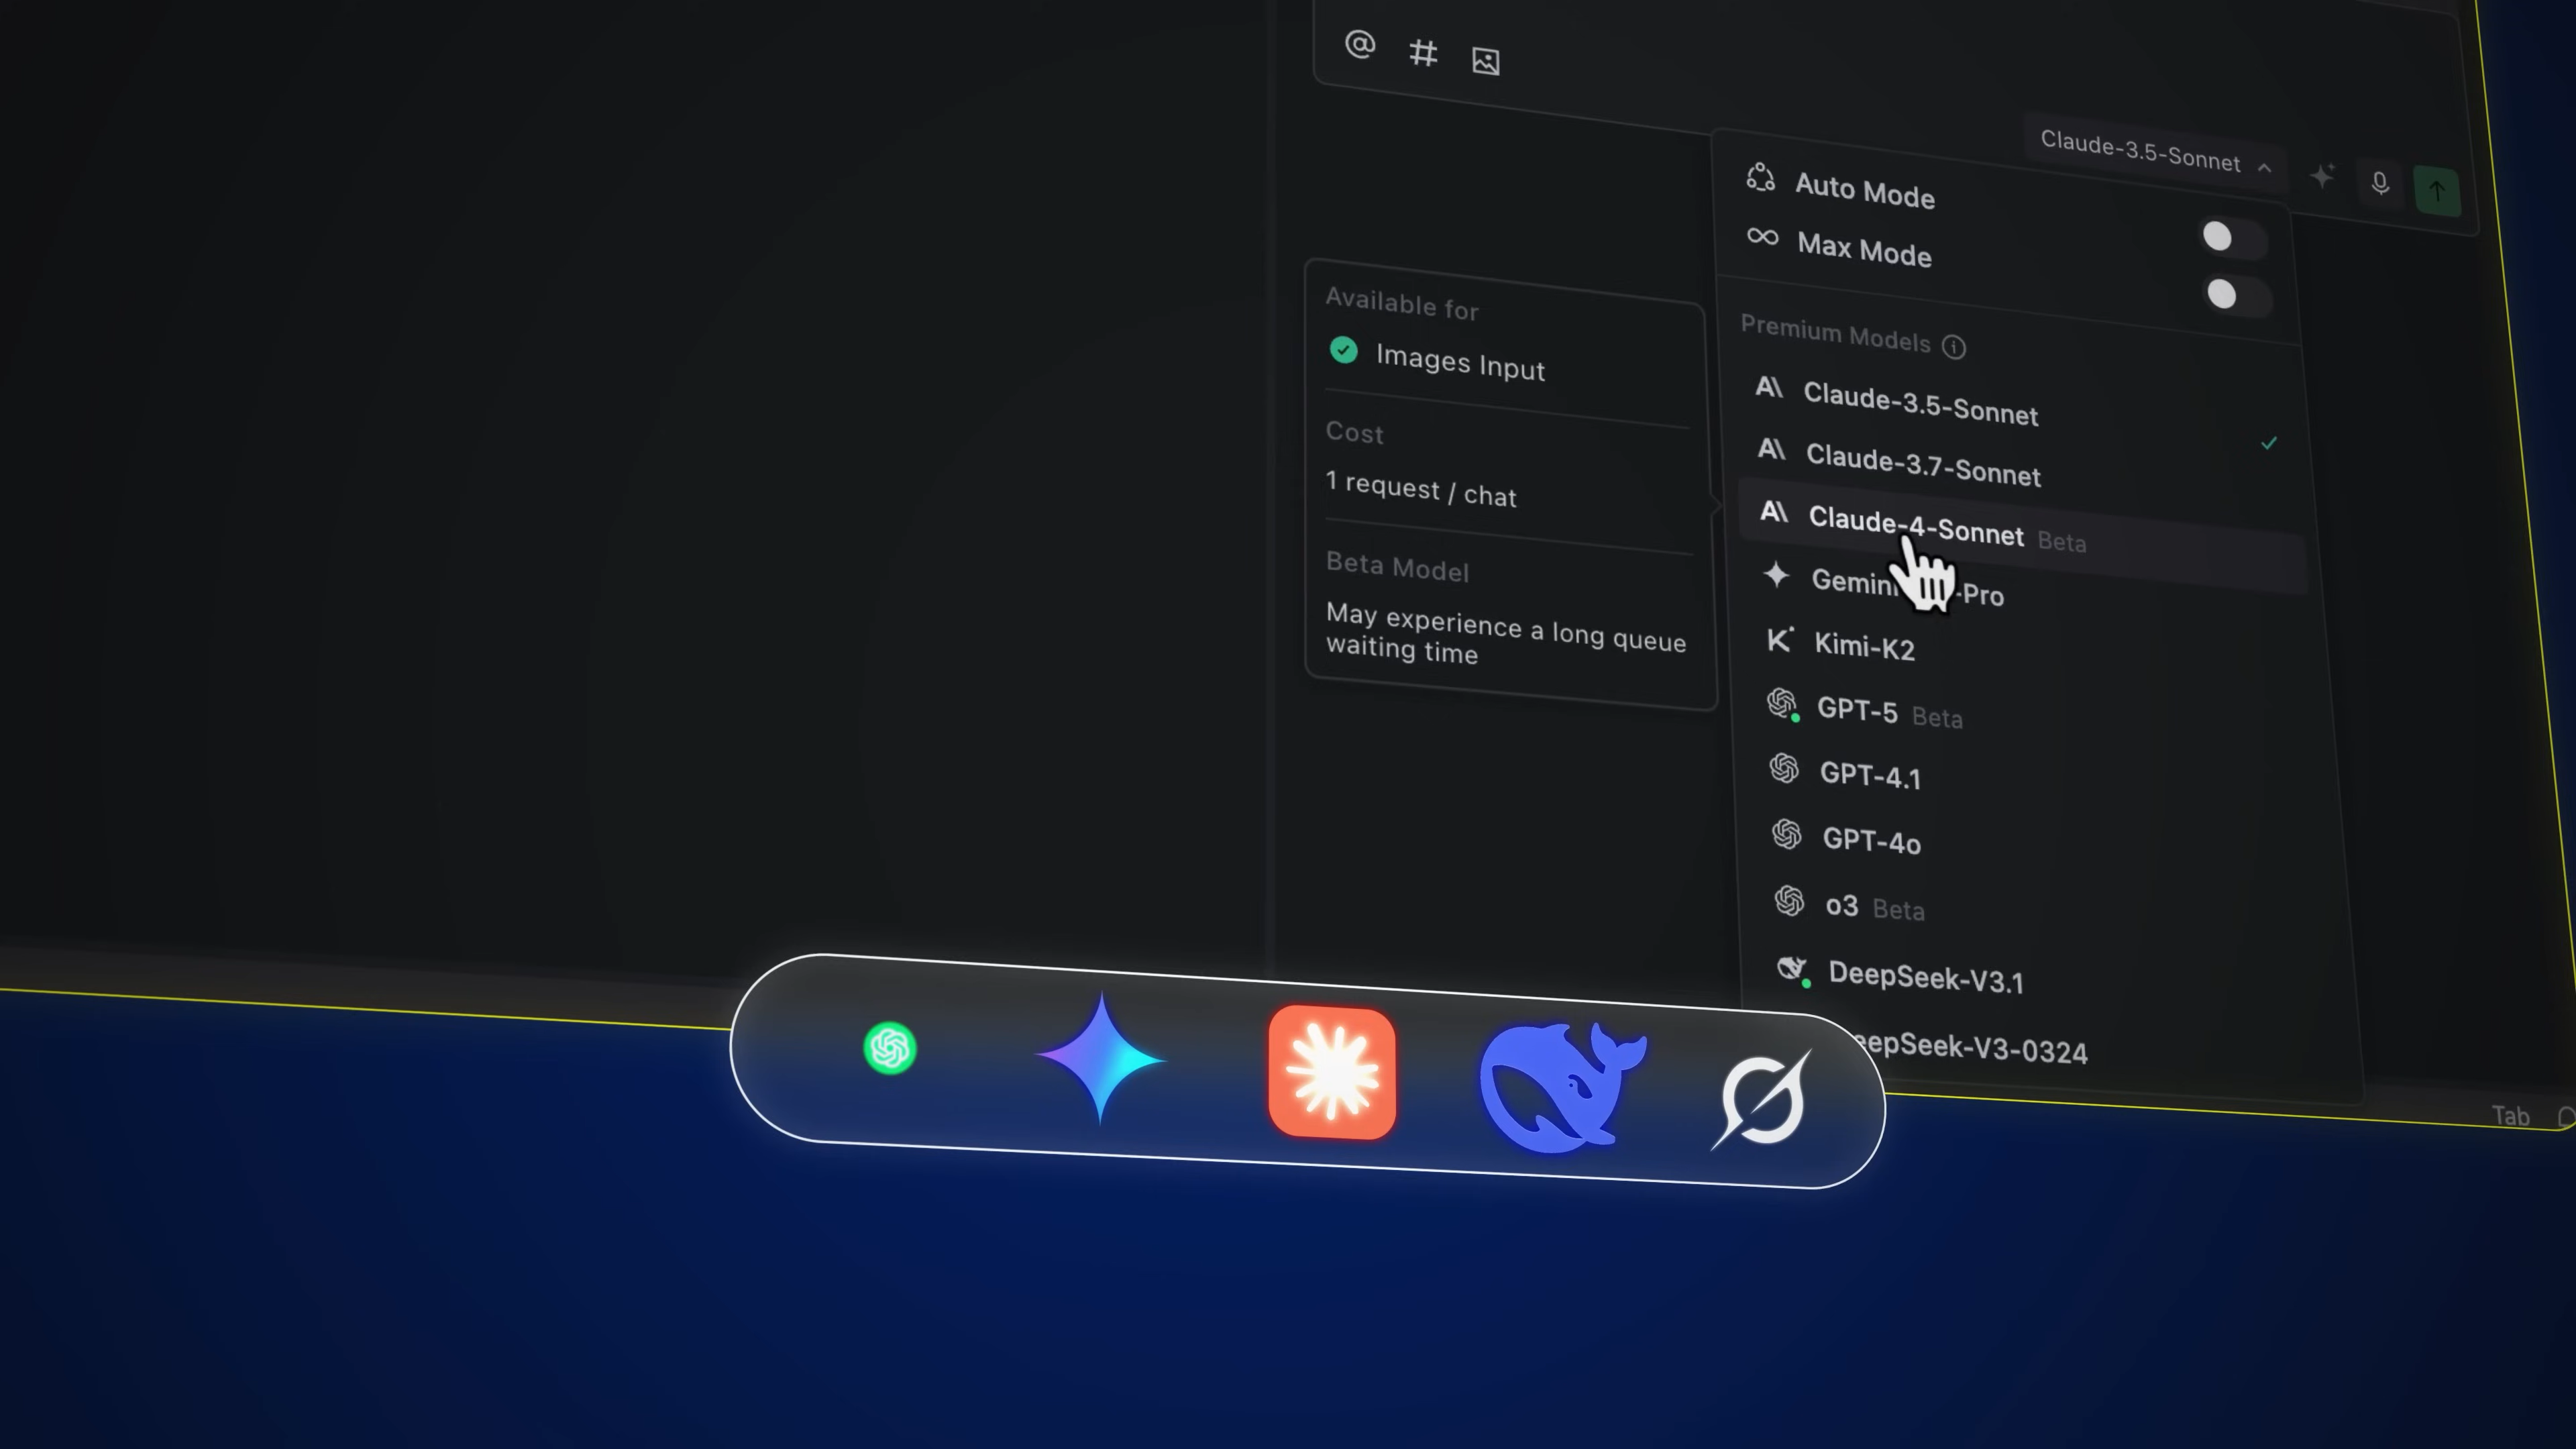 Claude-3.5-Sonnet
Auto Mode
Max Mode
Premium Models
Claude-3.5-Sonnet
Claude-3.7-Sonnet
Claude-4-Sonnet Beta
Gemini -Pro
Kimi-K2
GPT-5 Beta
GPT-4.1
GPT-4o
o3 Beta
DeepSeek-V3.1
eepSeek-V3-0324
Available for
Images Input
Cost
1 request / chat
Beta Model
May experience a long queue
waiting time
Tab